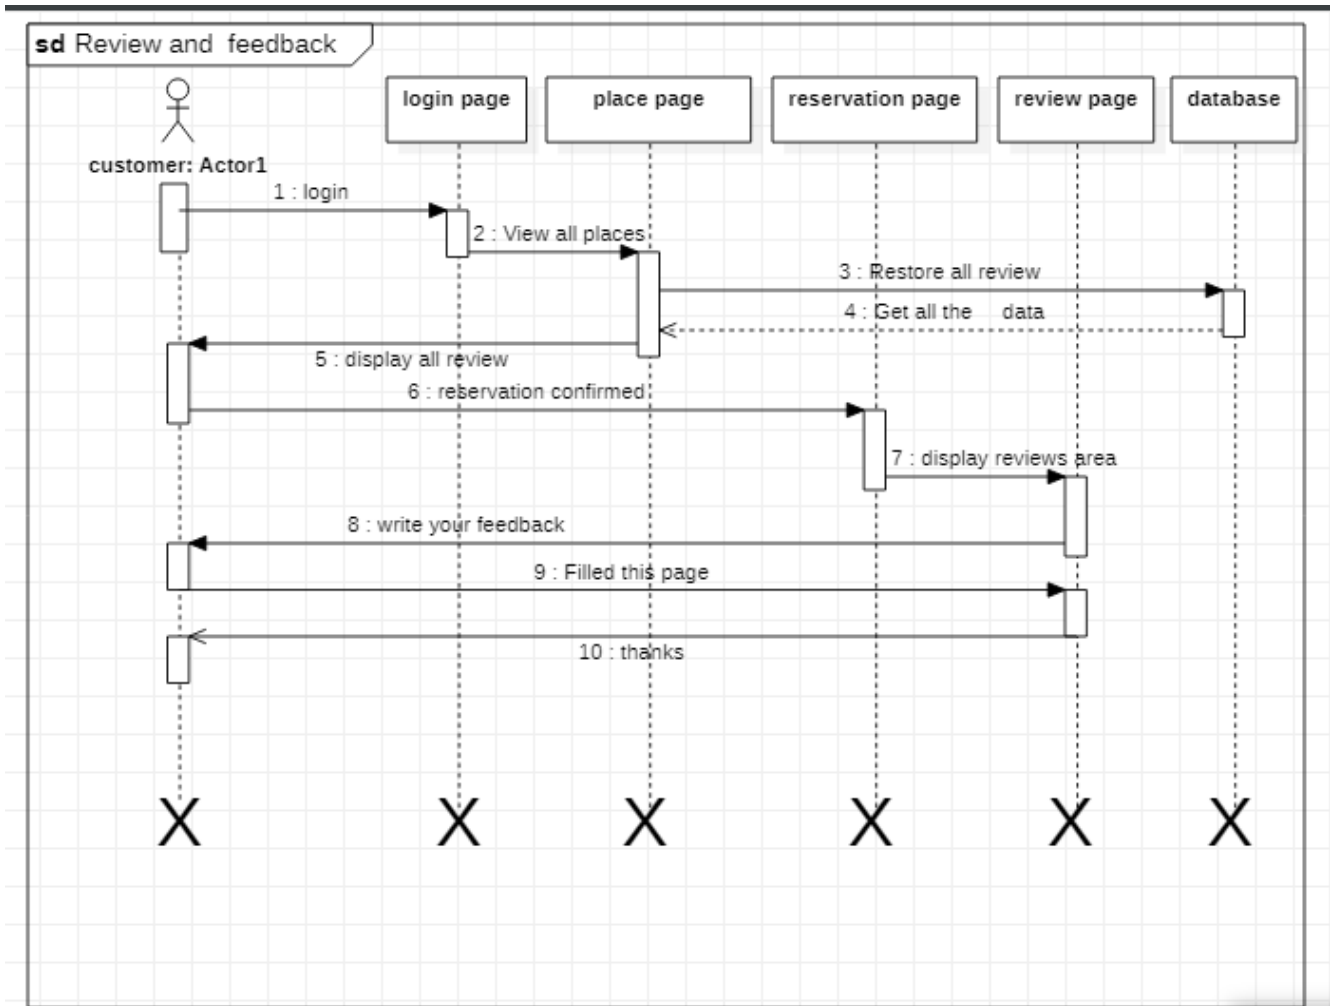 sd Review and feedback
login page
place page
reservation page
review page
database
customer: Actor1
1 : login
2 : View all places
3 : Restore all review
4 : Get all the data
5 : display all review
6 : reservation confirmed
7 : display reviews area
8 : write your feedback
9 : Filled this page
10 : thanks